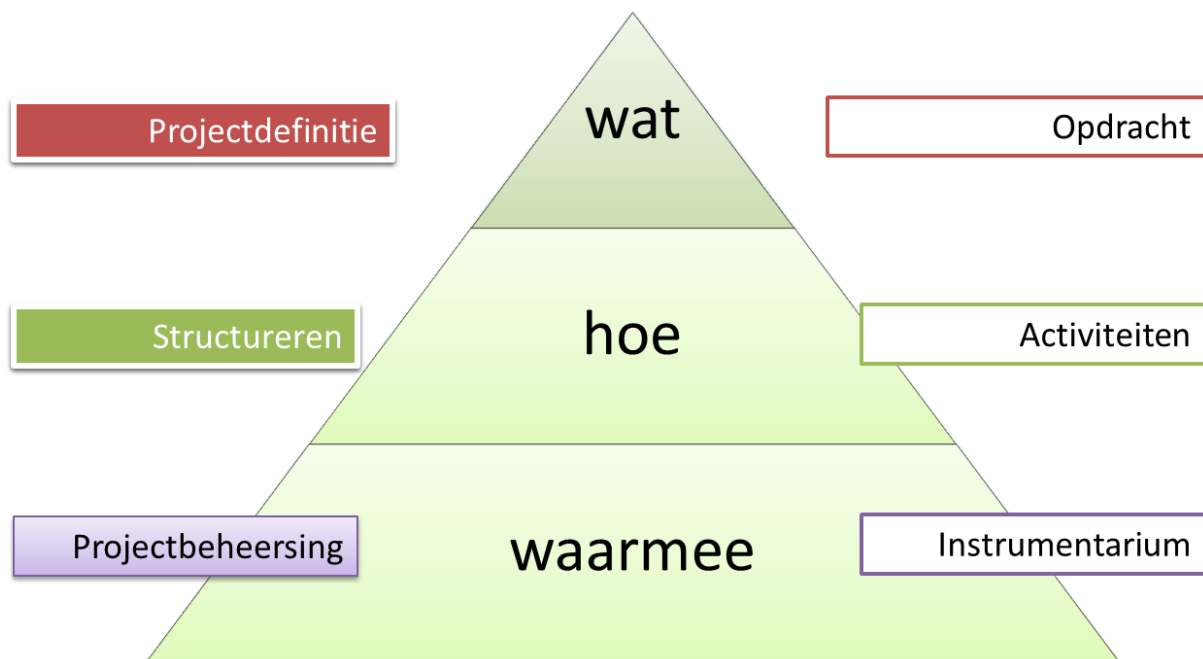 Projectdefinitie
wat
Opdracht
Structureren
hoe
Activiteiten
Projectbeheersing
waarmee
Instrumentarium